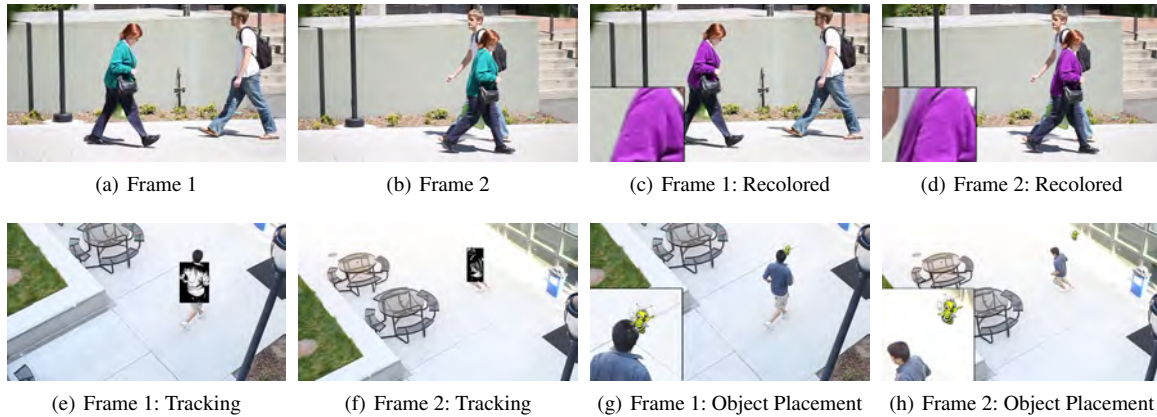 (a) Frame 1
(b) Frame 2
(c) Frame 1: Recolored
(d) Frame 2: Recolored
(e) Frame 1: Tracking
(f) Frame 2: Tracking
(g) Frame 1: Object Placement
(h) Frame 2: Object Placement